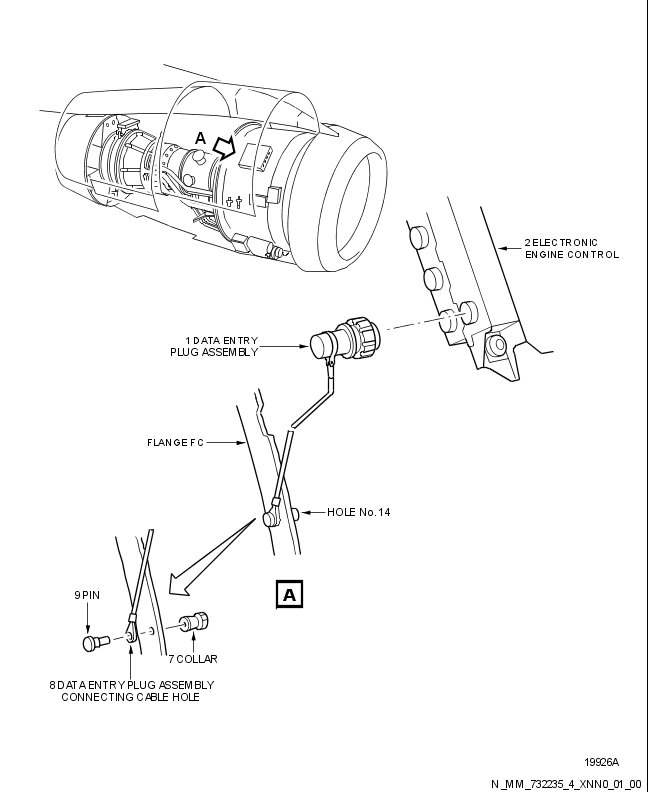 A
2 ELECTRONIC
ENGINE CONTROL
1 DATA ENTRY
PLUG ASSEMBLY
FLANGE FC
HOLE No. 14
A
9 PIN
7 COLLAR
8 DATA ENTRY PLUG ASSEMBLY
CONNECTING CABLE HOLE
19926A
N_MM_732235_4_XNN0_01_00